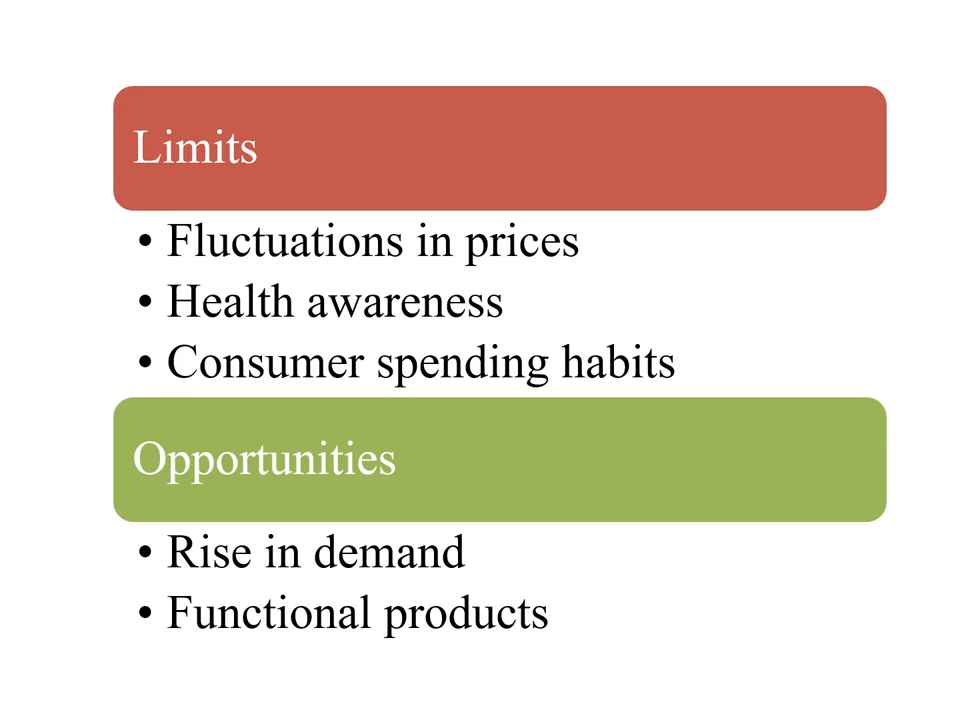 Limits
• Fluctuations in prices
• Health awareness
• Consumer spending habits
Opportunities
• Rise in demand
• Functional products